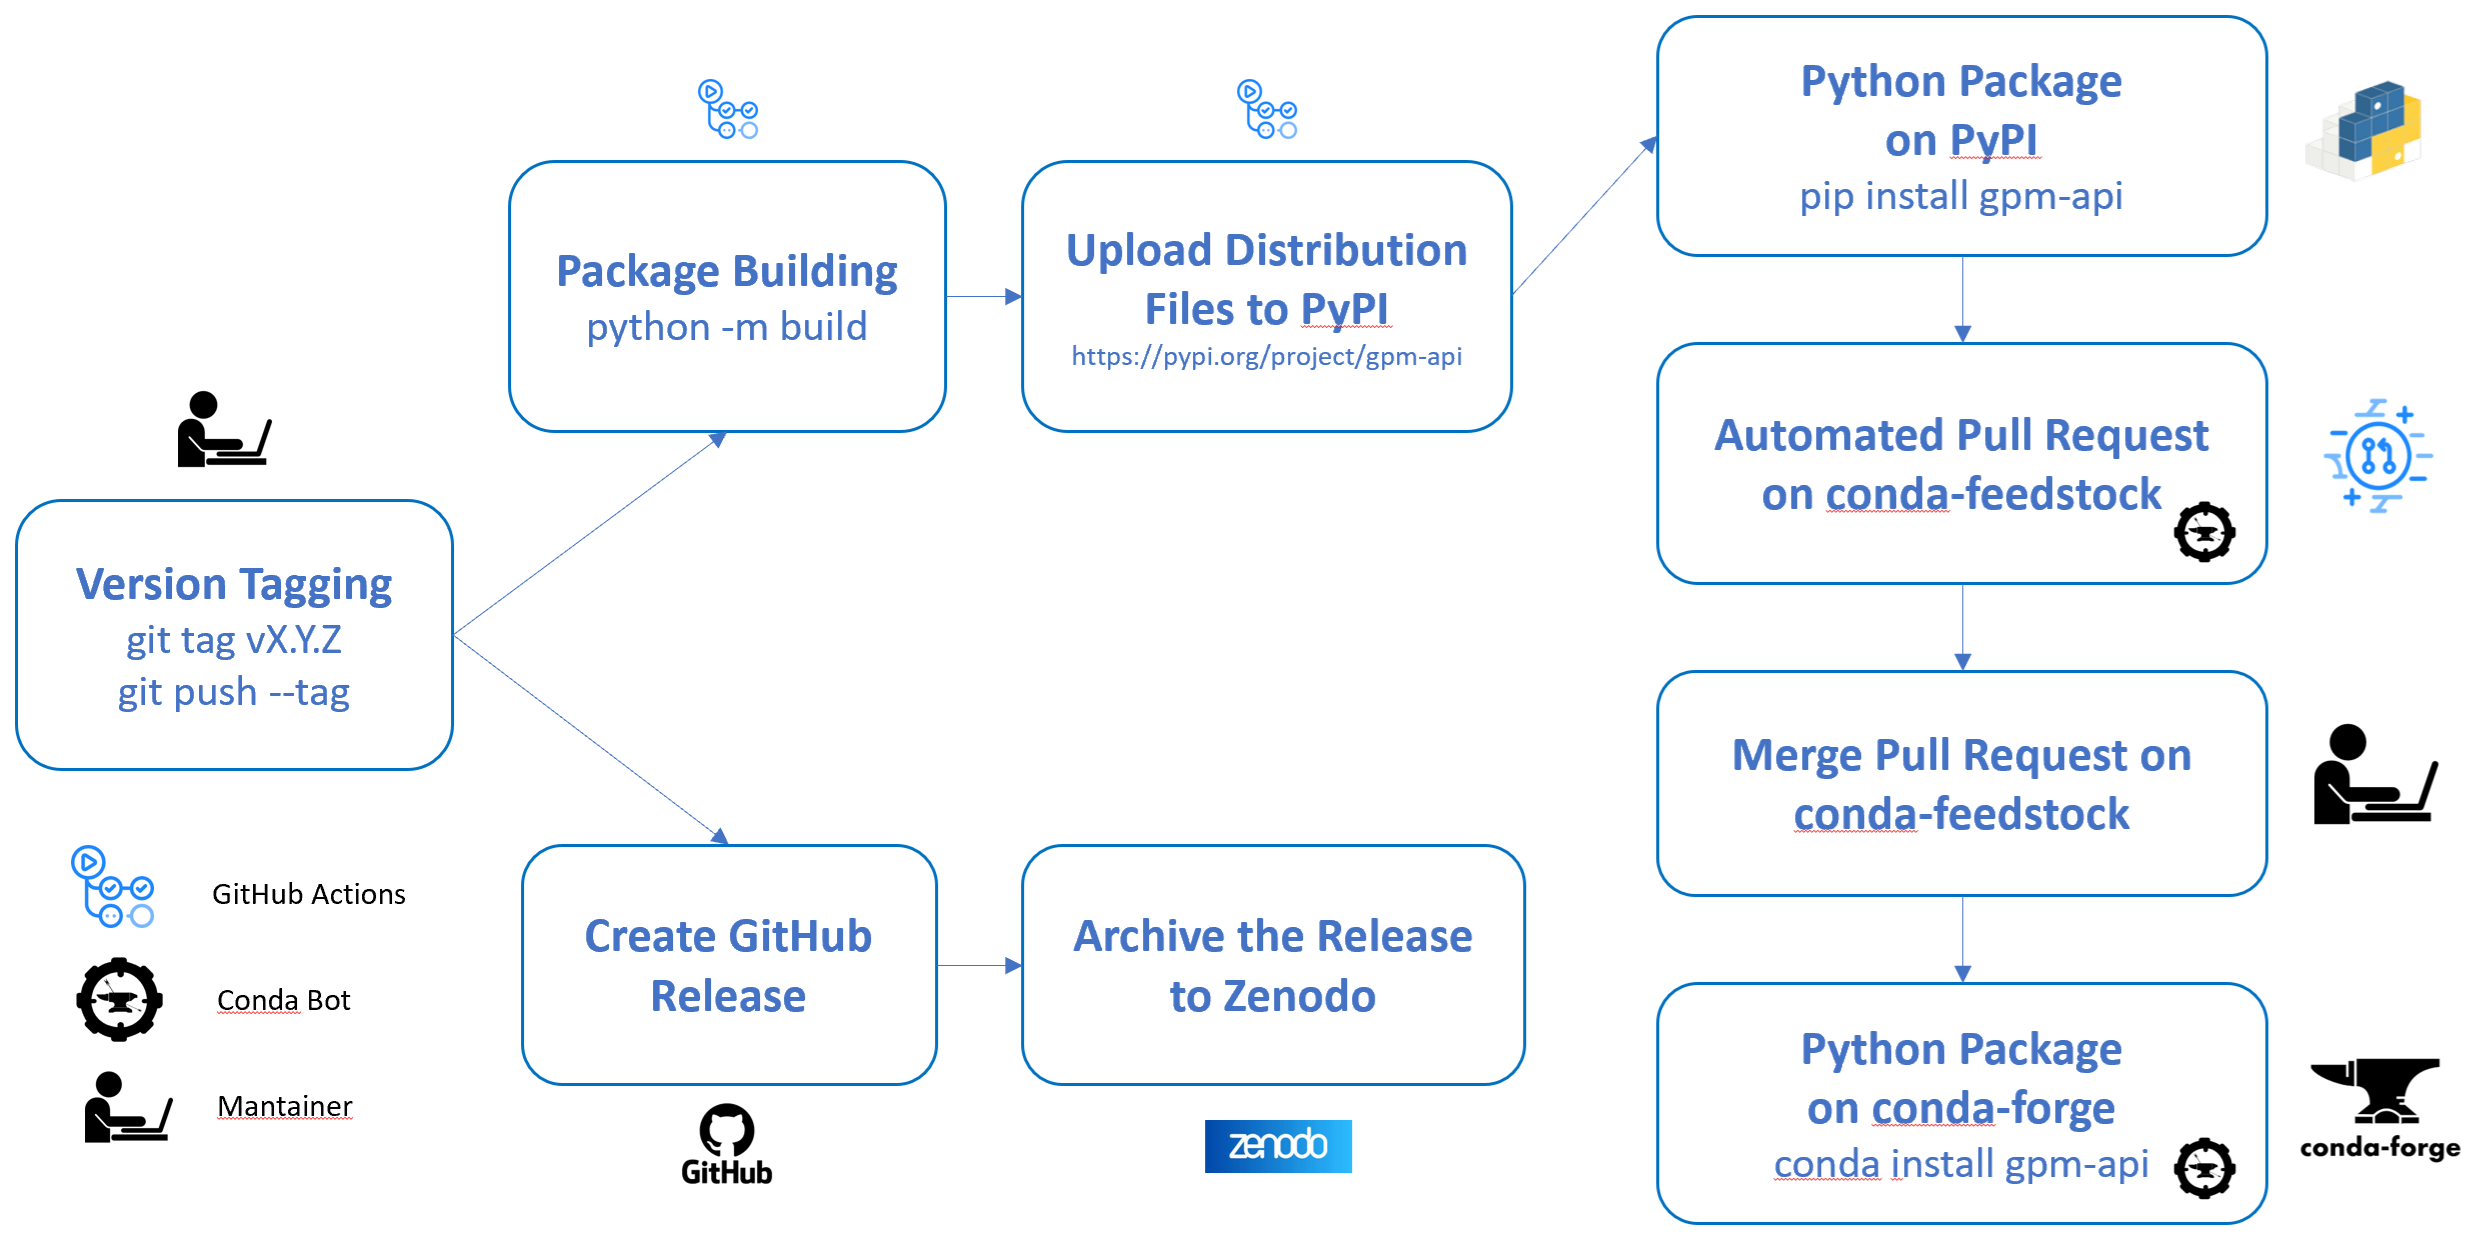 Version Tagging
git tag vX.Y.Z
git push --tag
Package Building
python -m build
Upload Distribution
Files to PyPI
https://pypi.org/project/gpm-api
Python Package
on PyPI
pip install gpm-api
Automated Pull Request
on conda-feedstock
Merge Pull Request on
conda-feedstock
Python Package
on conda-forge
conda install gpm-api
conda-forge
Create GitHub
Release
GitHub
Archive the Release
to Zenodo
zenodo
GitHub Actions
Conda Bot
Mantainer